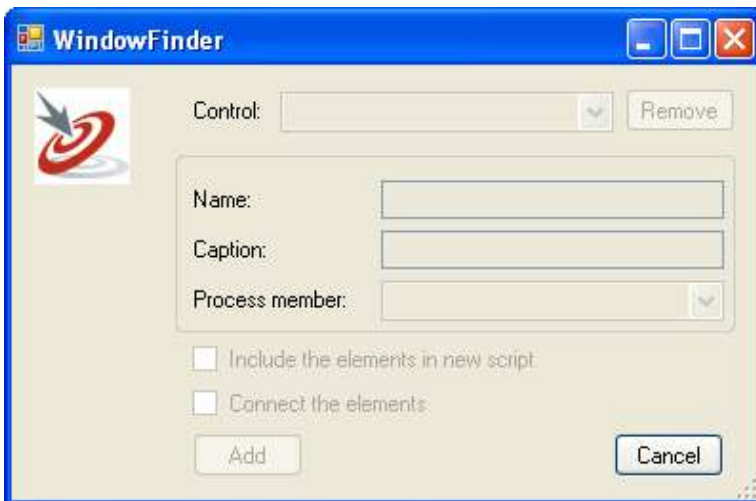 WindowFinder
Control:
Remove
Name:
Caption:
Process member:
Include the elements in new script
Connect the elements
Add
Cancel